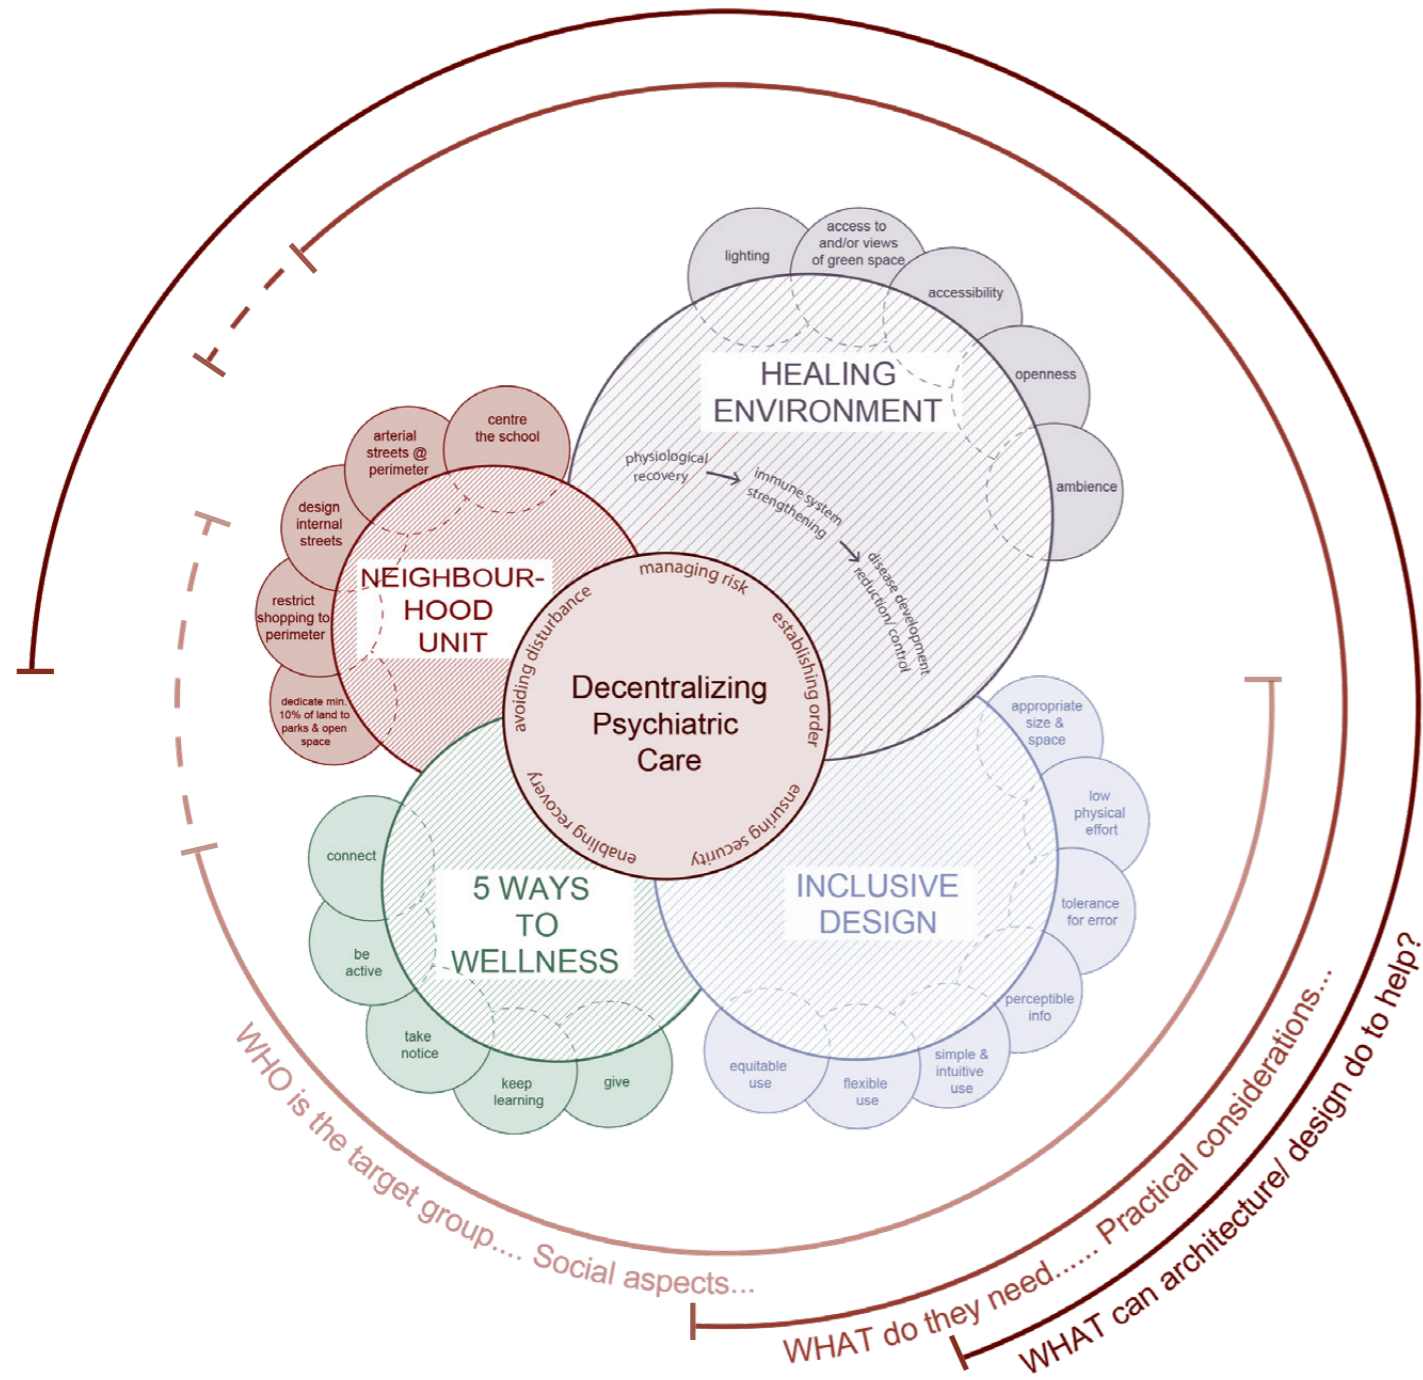 lighting
access to
and/or views
of green space
accessibility
openness
ambience
HEALING
ENVIRONMENT
physiological
recovery
immune system
strengthening
disease development
reduction/ control
centre
the school
arterial
streets @
perimeter
design
internal
streets
restrict
shopping to
perimeter
dedicate min.
10% of land to
parks & open
space
NEIGHBOUR-
HOOD
UNIT
managing risk
establishing order
ensuring security
enabling recovery
avoiding disturbance
Decentralizing
Psychiatric
Care
connect
be
active
take
notice
keep
learning
give
5 WAYS
TO
WELLNESS
INCLUSIVE
DESIGN
appropriate
size &
space
low
physical
effort
tolerance
for error
perceptible
info
simple &
intuitive
use
flexible
use
equitable
use
WHO is the target group.... Social aspects...
WHAT do they need...... Practical considerations...
WHAT can architecture/ design do to help?